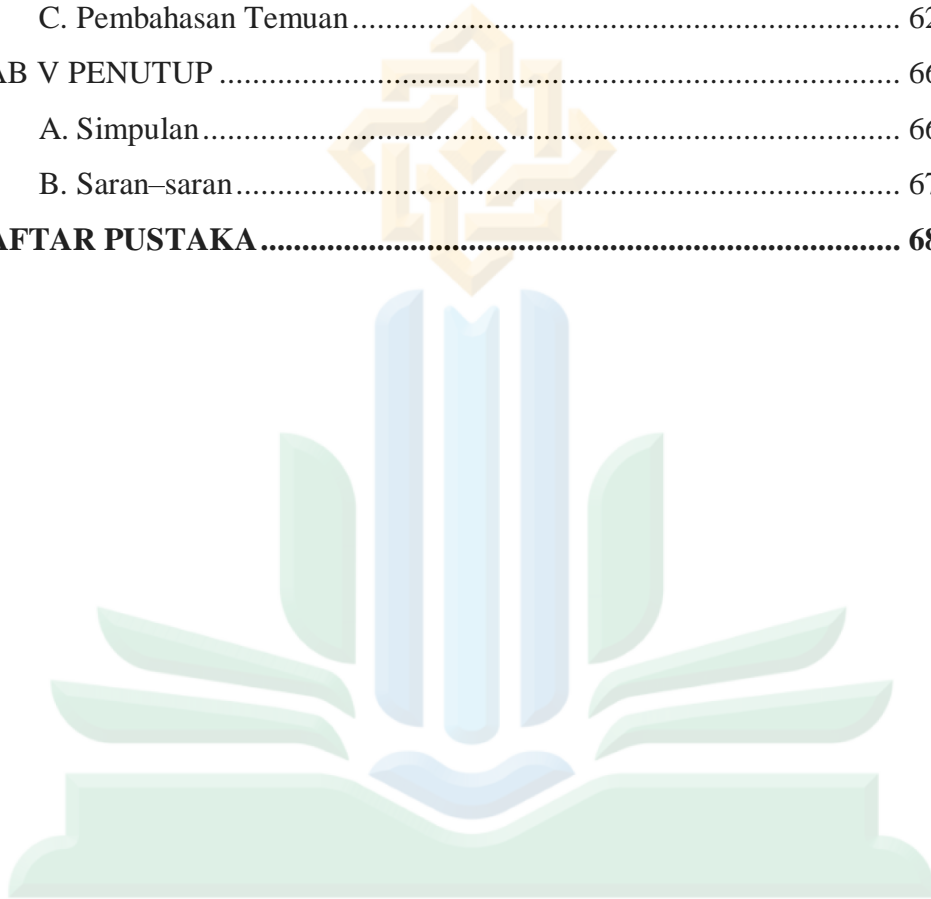 C. Pembahasan Temuan.................................................................. 62
AB V PENUTUP .................................................................................. 66
A. Simpulan.................................................................................... 66
B. Saran–saran................................................................................ 67
AFTAR PUSTAKA............................................................................. 68